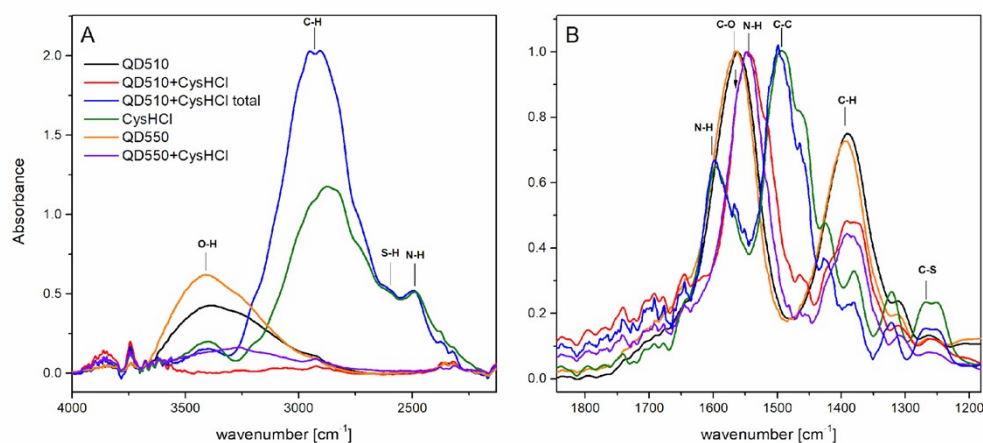 A
C-H
QD510
QD510+CysHCl
QD510+CysHCl total
CysHCl
QD550
QD550+CysHCl
O-H
S-H
N-H
Absorbance
2.0
1.5
1.0
0.5
0.0
4000 3500 3000 2500
wavenumber [cm⁻¹]
B
C-O N-H C-C
N-H
C-H
C-S
1.0
0.8
0.6
0.4
0.2
0.0
1800 1700 1600 1500 1400 1300 1200
wavenumber [cm⁻¹]